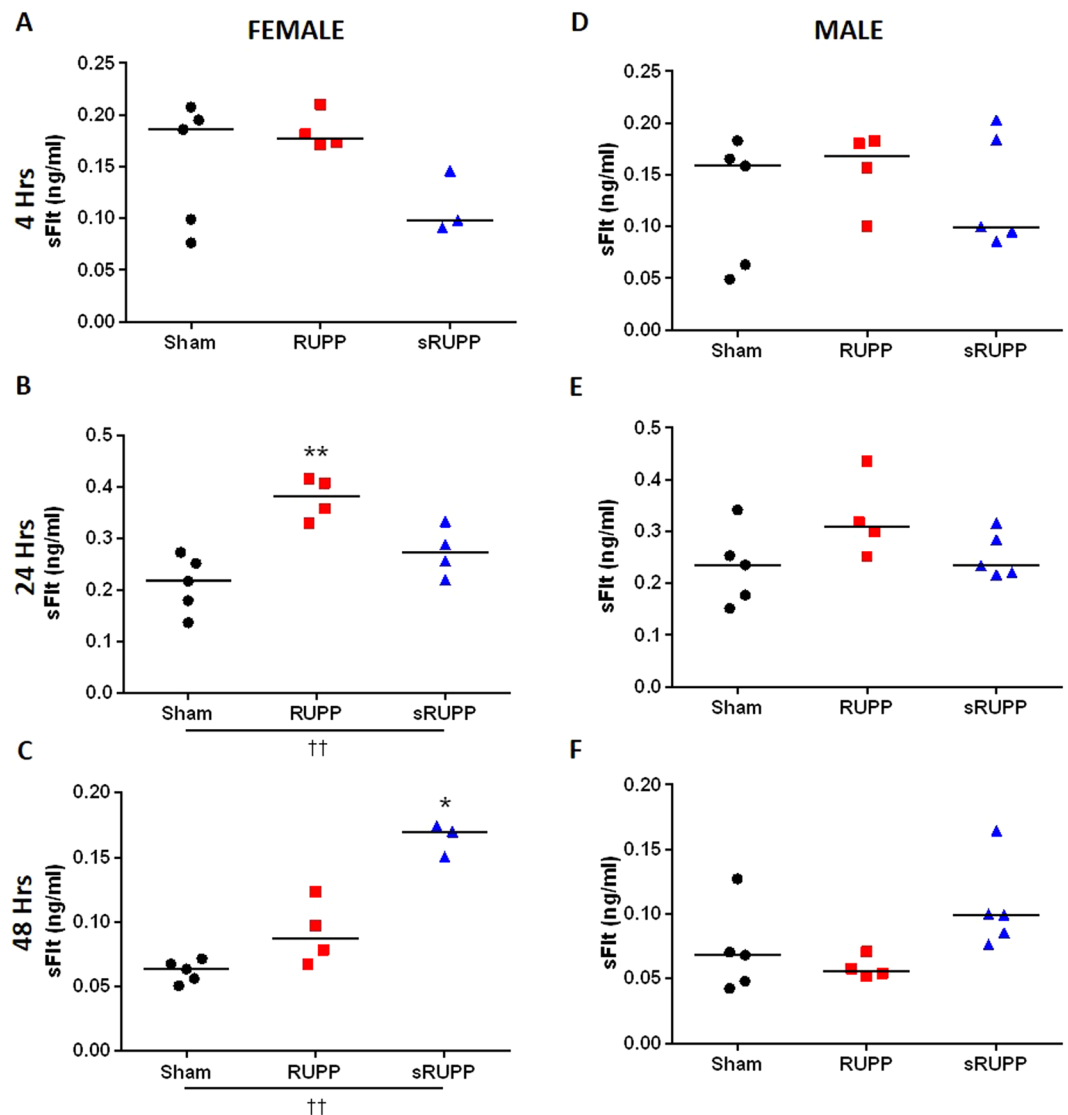 A
FEMALE
4 Hrs
sFlt (ng/ml)
0.25
0.20
0.15
0.10
0.05
0.00
Sham RUPP sRUPP
D
MALE
sFlt (ng/ml)
0.25
0.20
0.15
0.10
0.05
0.00
Sham RUPP sRUPP
B
24 Hrs
sFlt (ng/ml)
0.5
0.4
0.3
0.2
0.1
0.0
**
Sham RUPP sRUPP
††
E
sFlt (ng/ml)
0.5
0.4
0.3
0.2
0.1
0.0
Sham RUPP sRUPP
C
48 Hrs
sFlt (ng/ml)
0.20
0.15
0.10
0.05
0.00
*
Sham RUPP sRUPP
††
F
sFlt (ng/ml)
0.20
0.15
0.10
0.05
0.00
Sham RUPP sRUPP